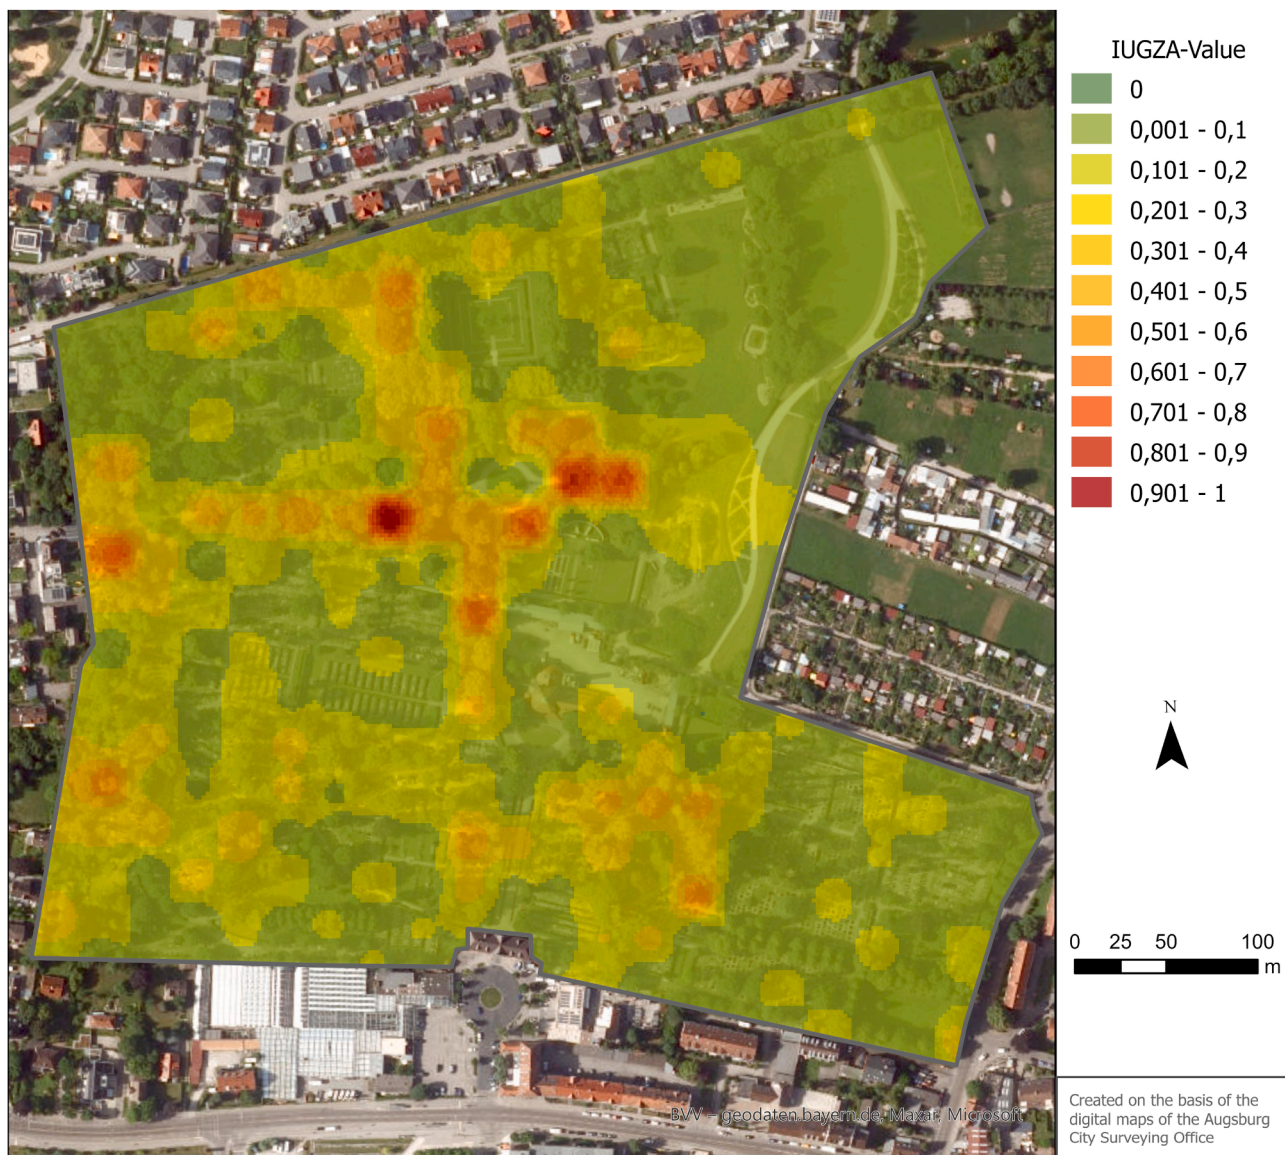 IUGZA-Value
0
0,001 - 0,1
0,101 - 0,2
0,201 - 0,3
0,301 - 0,4
0,401 - 0,5
0,501 - 0,6
0,601 - 0,7
0,701 - 0,8
0,801 - 0,9
0,901 - 1
N
0 25 50 100
m
BVV – geodaten.bayern.de, Maxar, Microsoft
Created on the basis of the
digital maps of the Augsburg
City Surveying Office